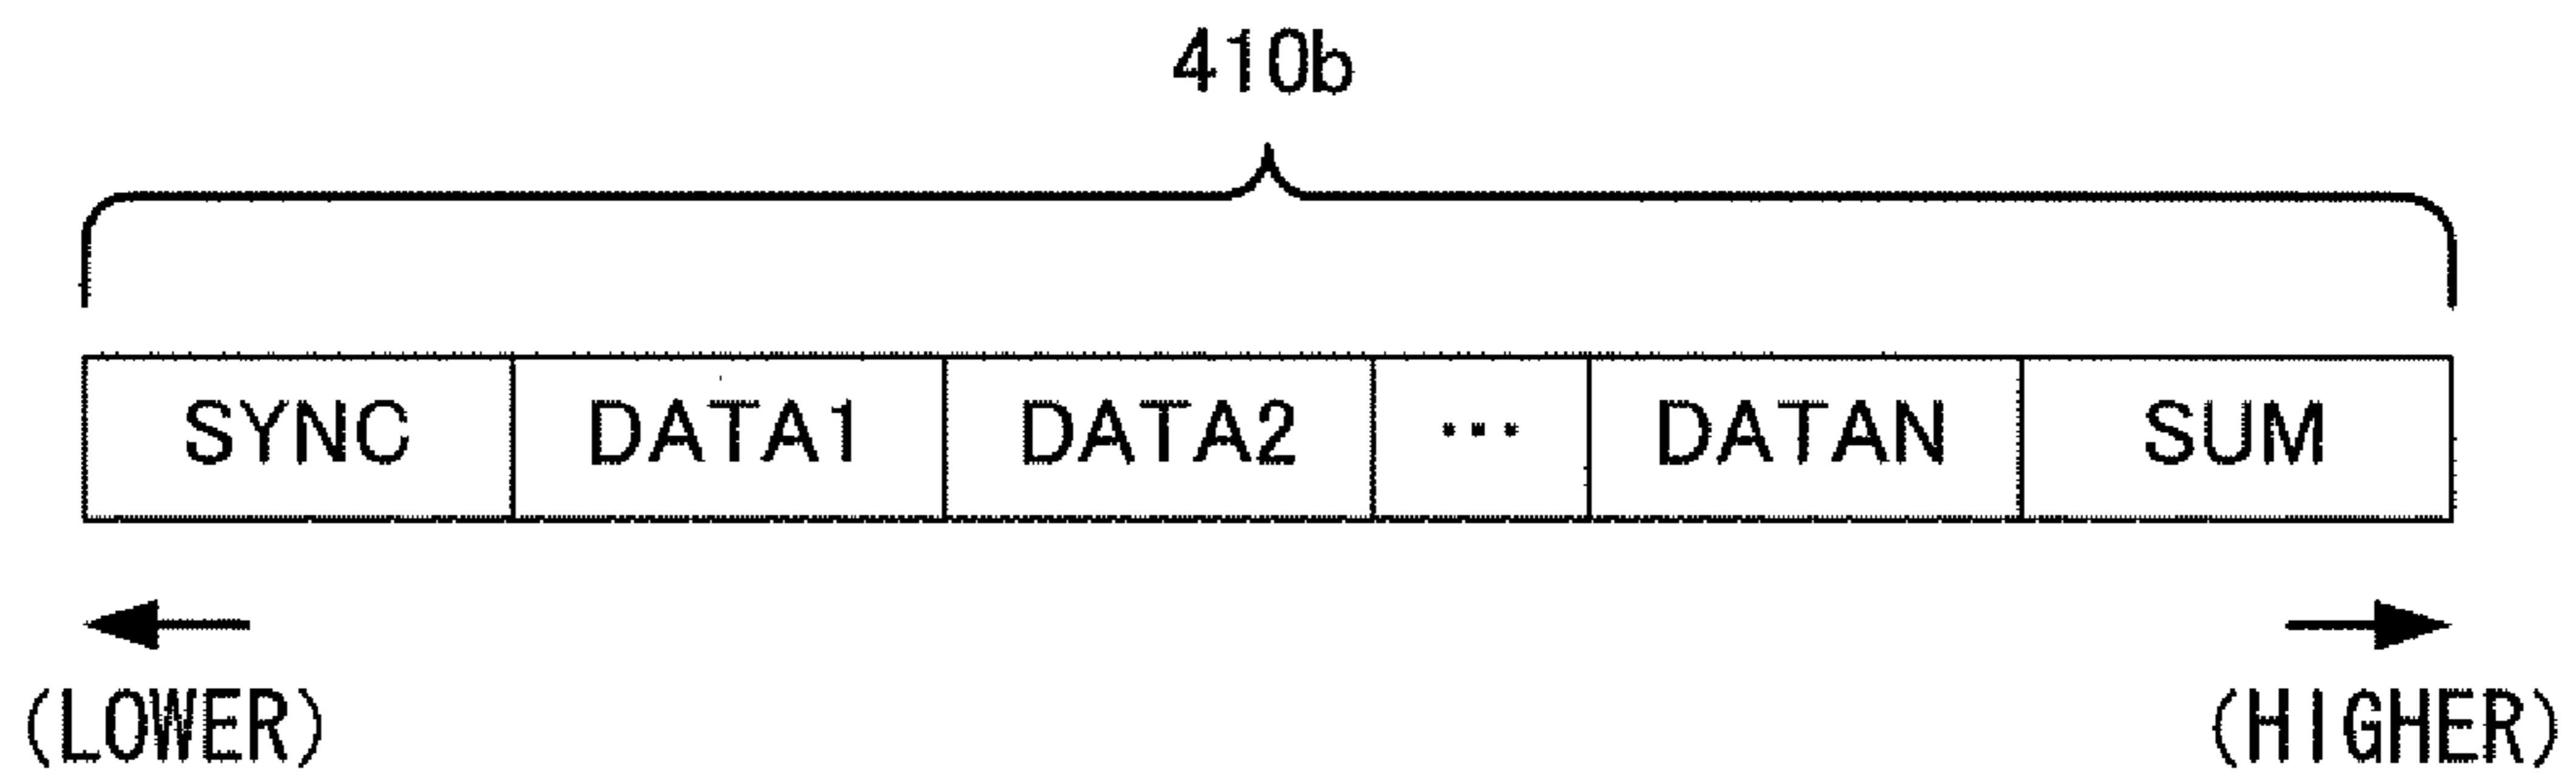 410b
SYNC DATA1 DATA2 ... DATAN SUM
(LOWER) (HIGHER)